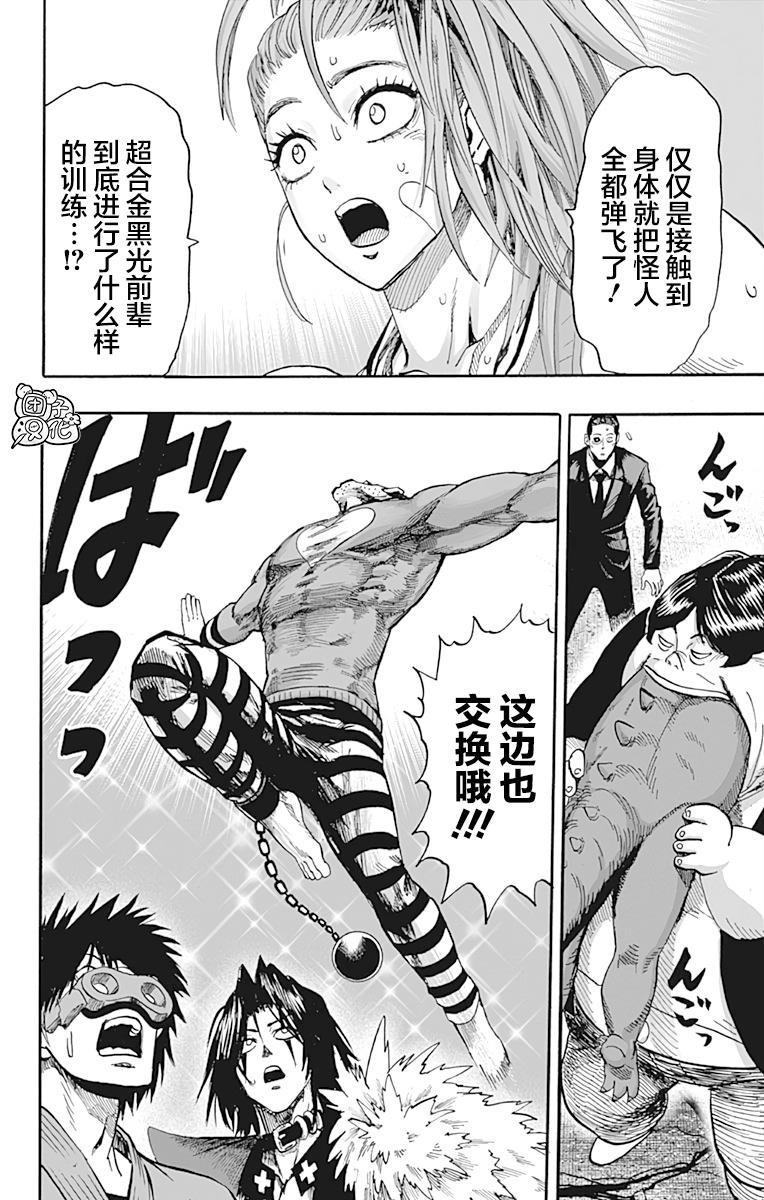 仅仅是接触到
身体就把怪人
全都弹飞了！
超合金黑光前辈
到底进行了什么样
的训练…!?
团子
汉化
んごっ
んごっ
这边也
交换哦!!!
ばっっ